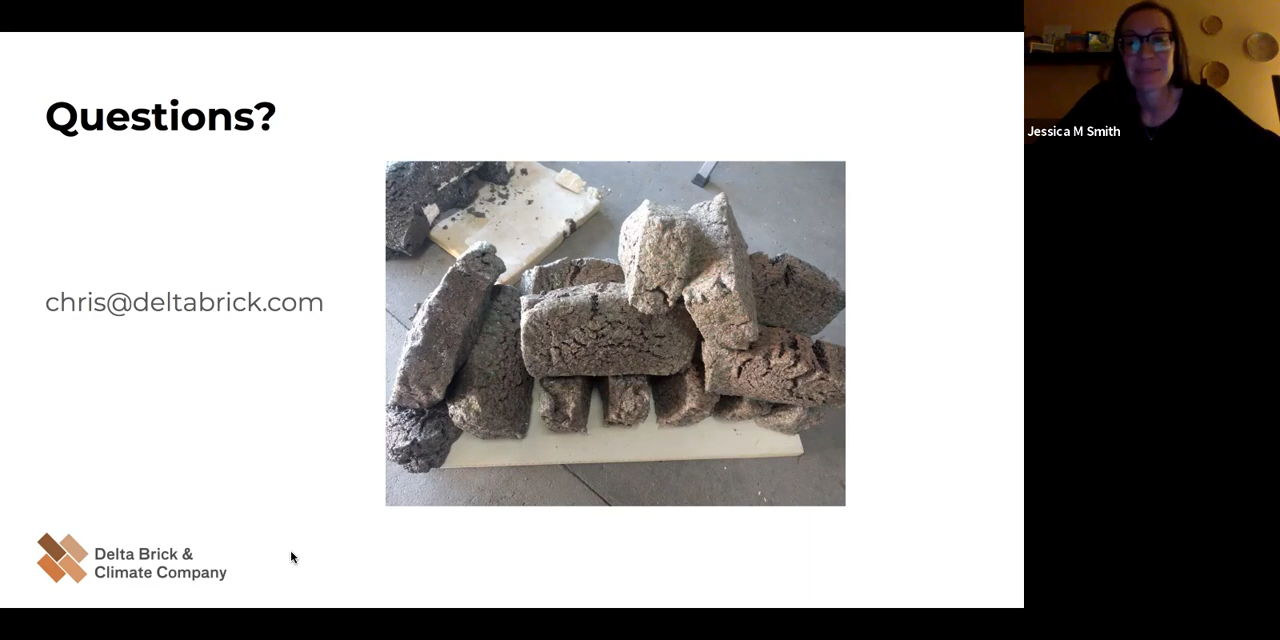 Questions?
chris@deltabrick.com
Delta Brick &
Climate Company
Jessica M Smith